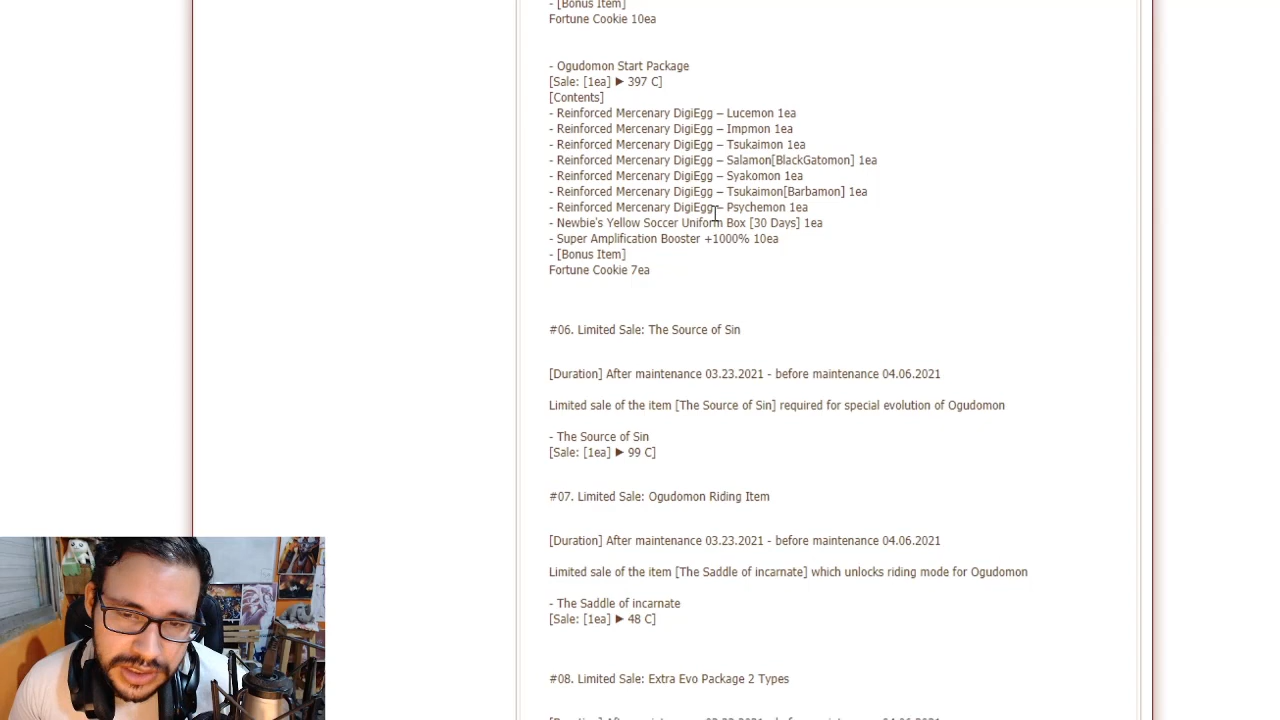 - [Bonus Item]
Fortune Cookie 10ea
- Ogudomon Start Package
[Sale: [1ea] ► 397 C]
[Contents]
- Reinforced Mercenary DigiEgg – Lucemon 1ea
- Reinforced Mercenary DigiEgg – Impmon 1ea
- Reinforced Mercenary DigiEgg – Tsukaimon 1ea
- Reinforced Mercenary DigiEgg – Salamon[BlackGatomon] 1ea
- Reinforced Mercenary DigiEgg – Syakomon 1ea
- Reinforced Mercenary DigiEgg – Tsukaimon[Barbamon] 1ea
- Reinforced Mercenary DigiEgg – Psychemon 1ea
- Newbie's Yellow Soccer Uniform Box [30 Days] 1ea
- Super Amplification Booster +1000% 10ea
- [Bonus Item]
Fortune Cookie 7ea
#06. Limited Sale: The Source of Sin
[Duration] After maintenance 03.23.2021 - before maintenance 04.06.2021
Limited sale of the item [The Source of Sin] required for special evolution of Ogudomon
- The Source of Sin
[Sale: [1ea] ► 99 C]
#07. Limited Sale: Ogudomon Riding Item
[Duration] After maintenance 03.23.2021 - before maintenance 04.06.2021
Limited sale of the item [The Saddle of incarnate] which unlocks riding mode for Ogudomon
- The Saddle of incarnate
[Sale: [1ea] ► 48 C]
#08. Limited Sale: Extra Evo Package 2 Types